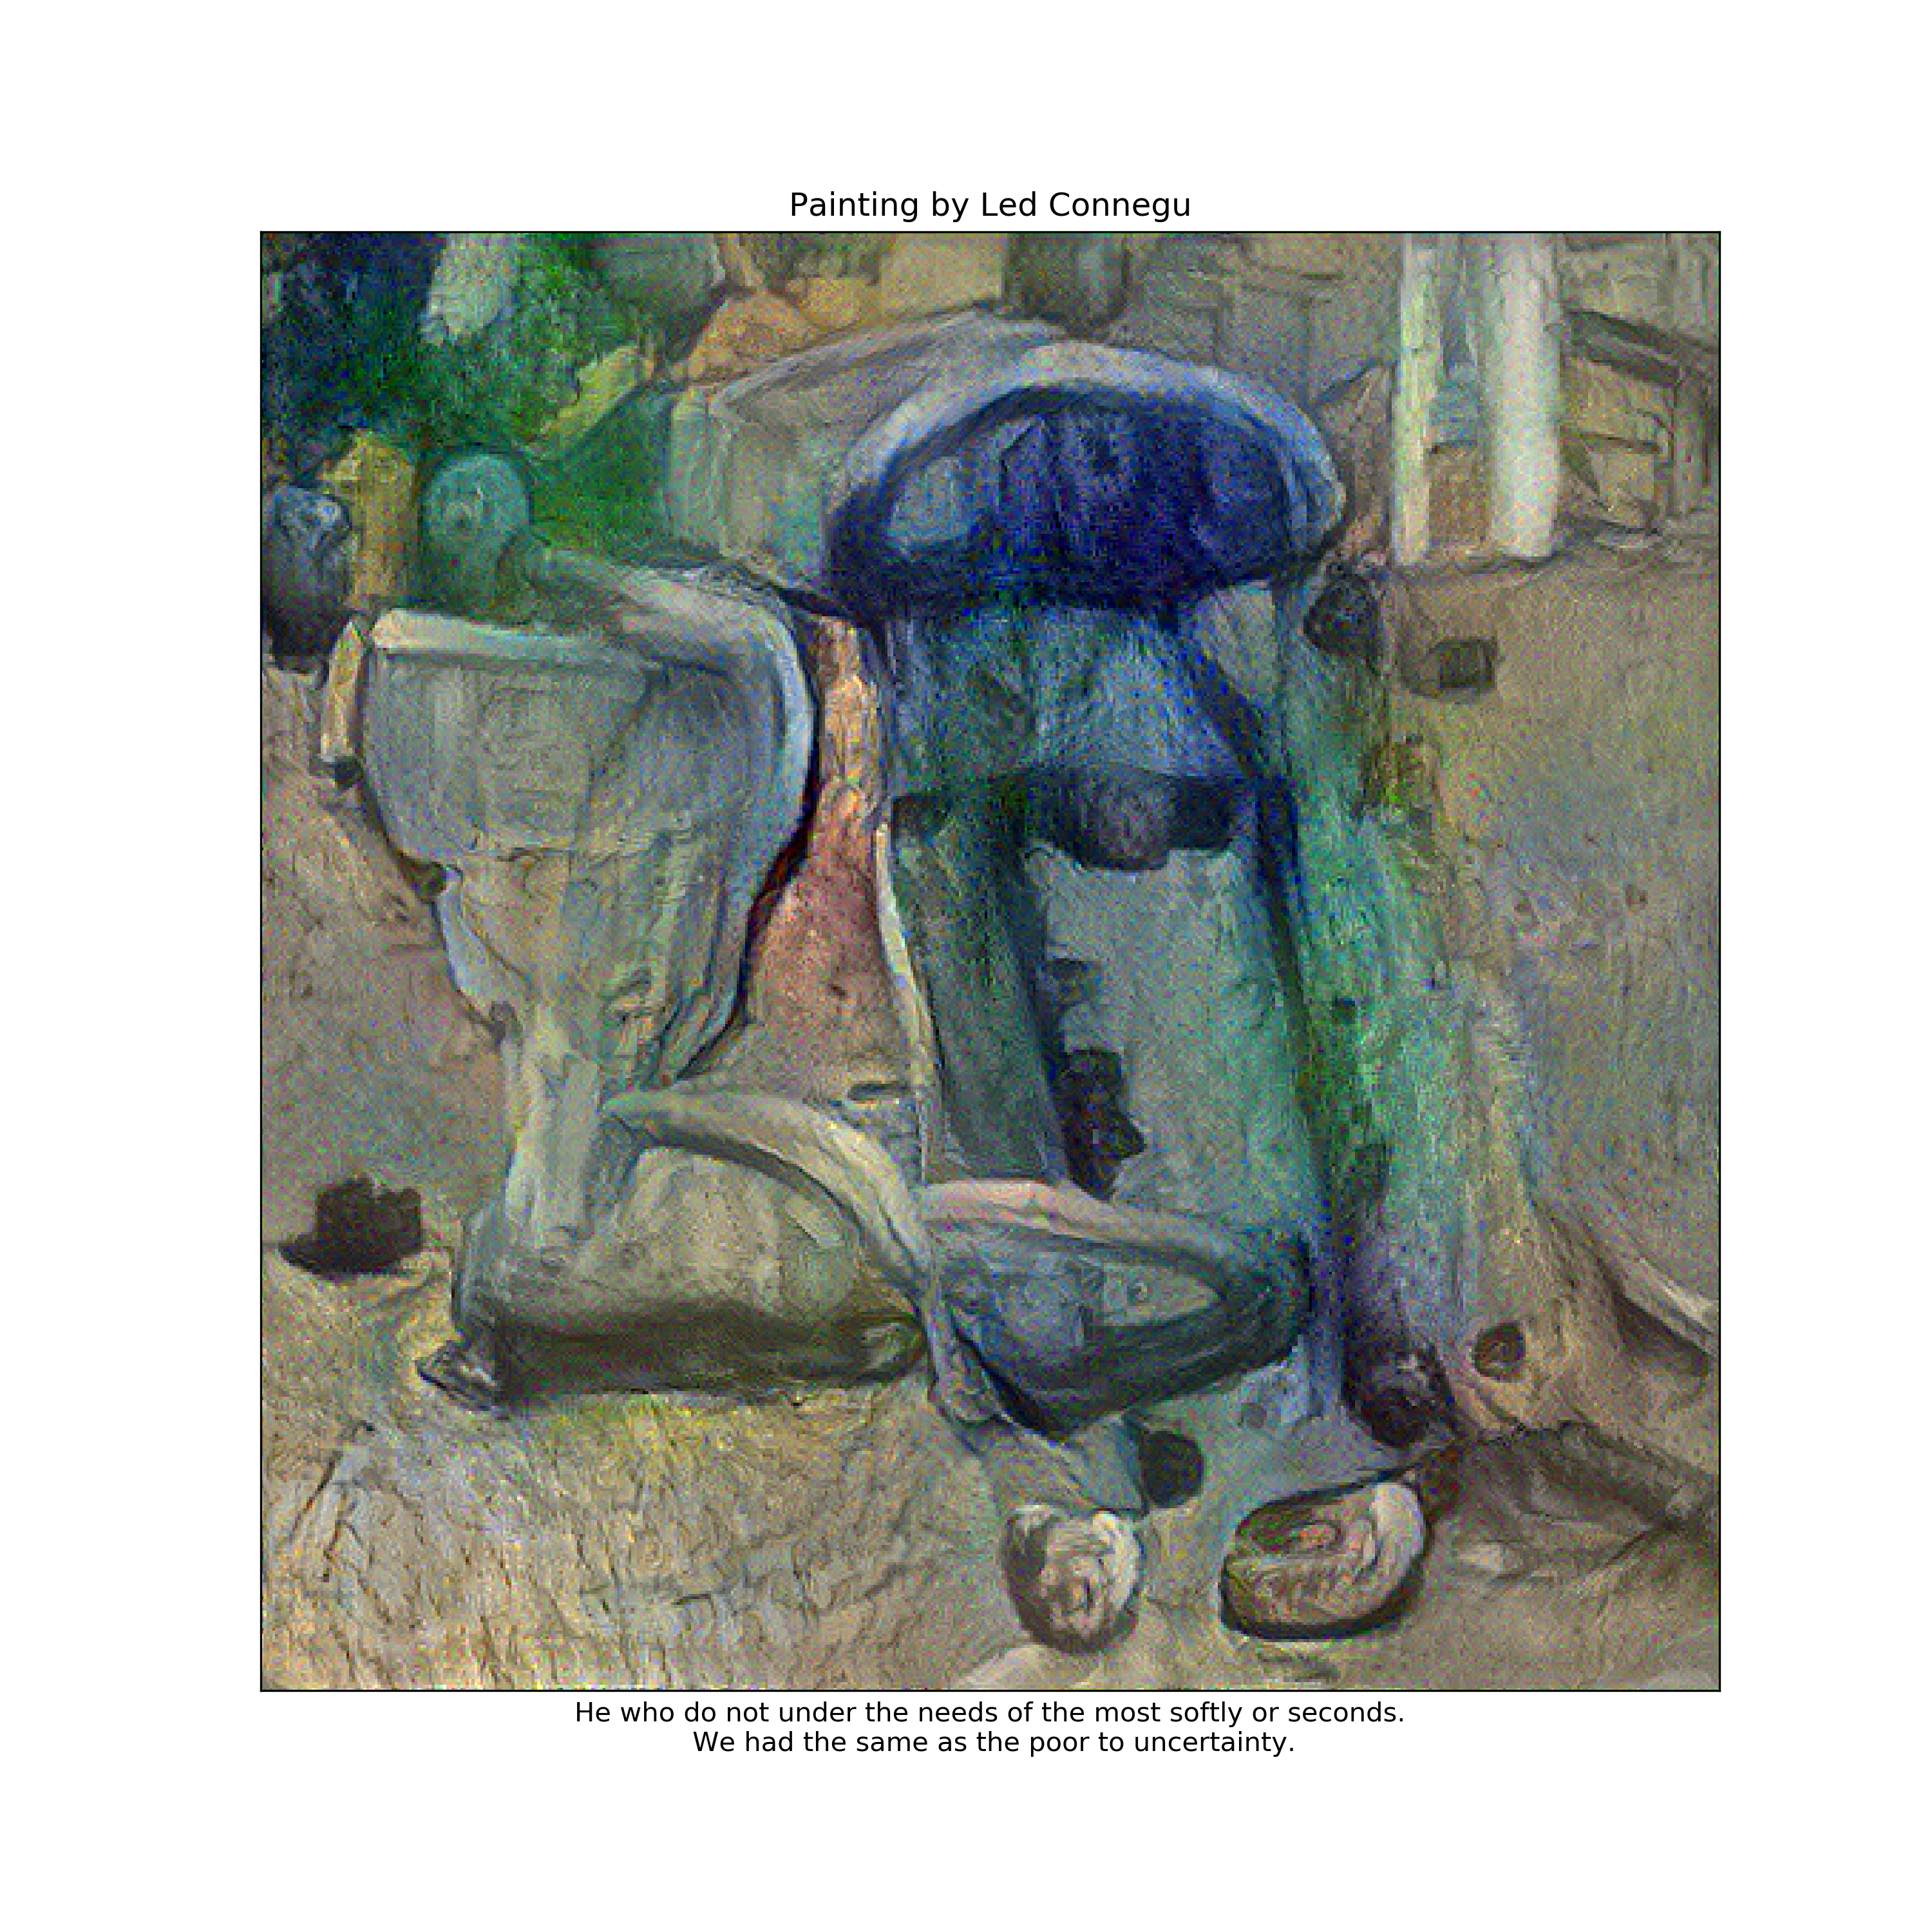 Painting by Led Connegu
He who do not under the needs of the most softly or seconds.
We had the same as the poor to uncertainty.